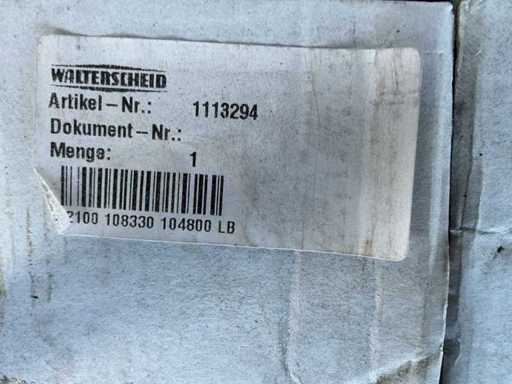 WALTERSCHEID
Artikel-Nr.: 1113294
Dokument-Nr.:
Menge: 1
2100 108330 104800 LB